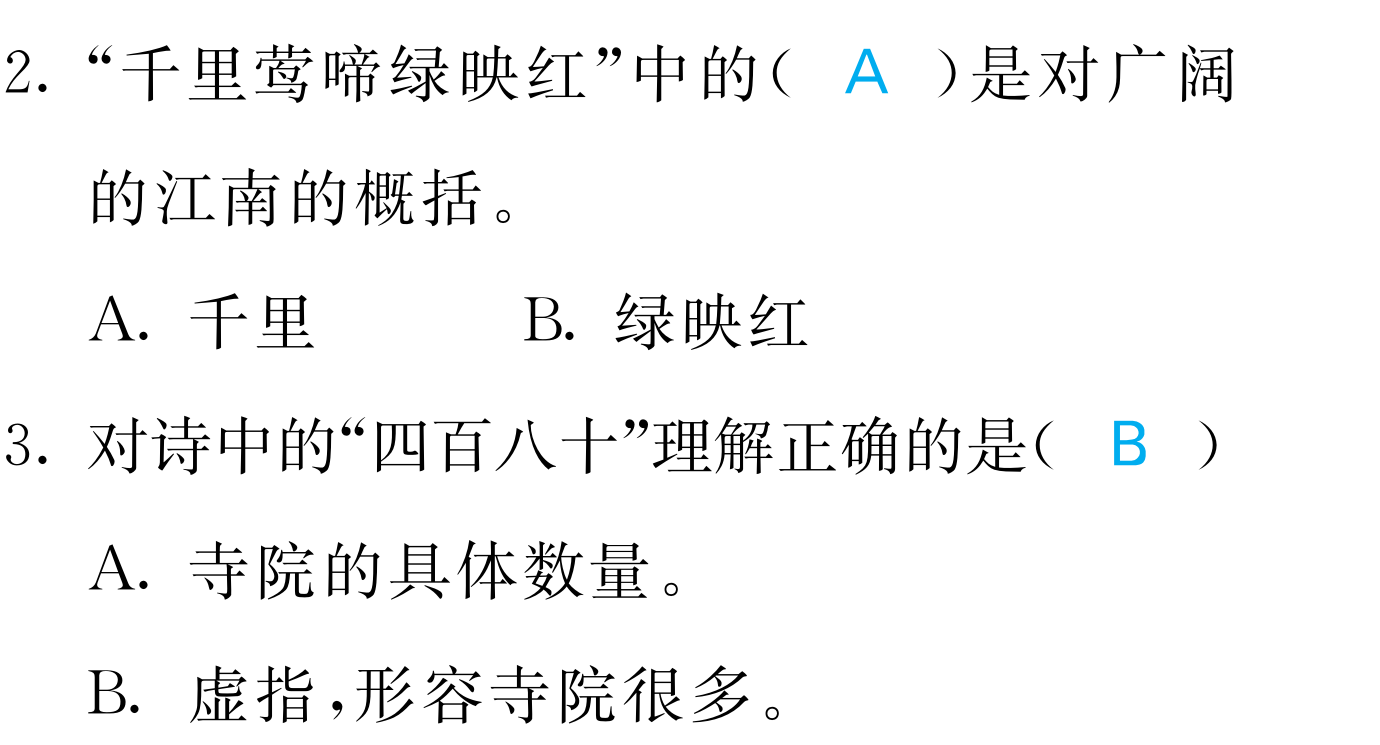 2. “千里莺啼绿映红”中的( A )是对广阔
的江南的概括。
A. 千里 B. 绿映红
3. 对诗中的“四百八十”理解正确的是( B )
A. 寺院的具体数量。
B. 虚指,形容寺院很多。